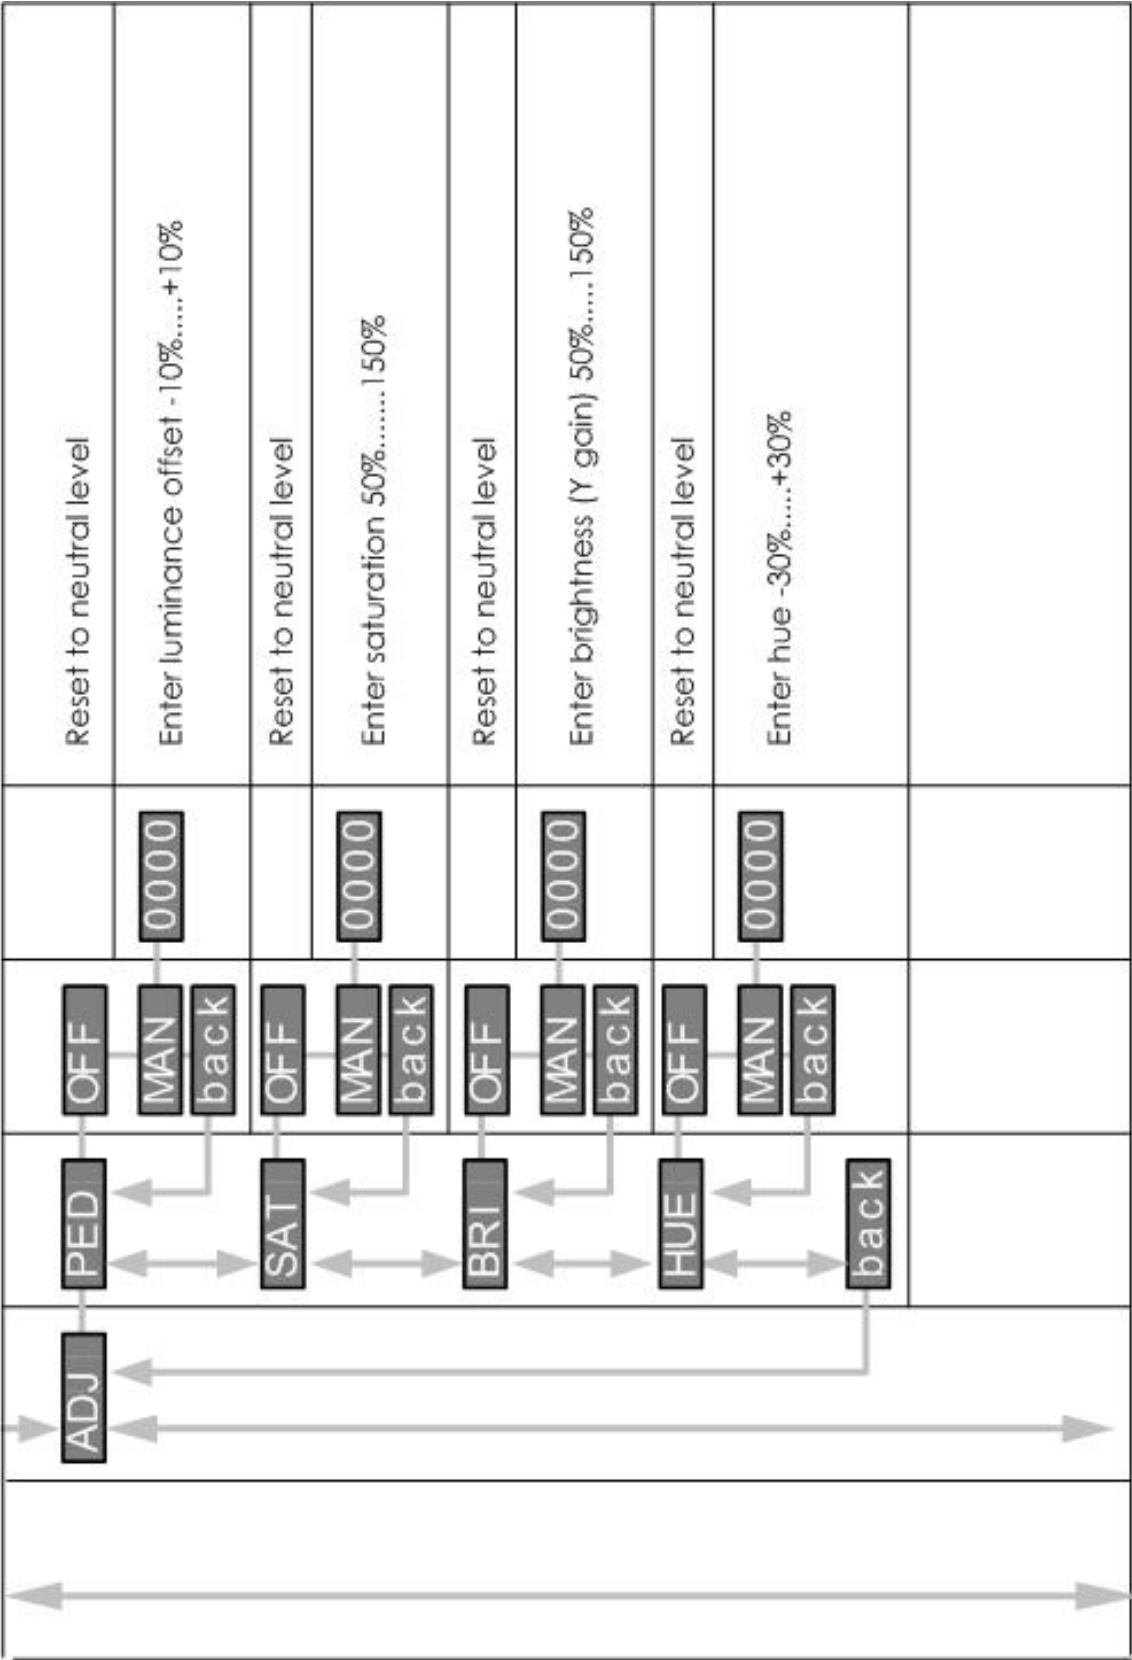 ADJ PED OFF Reset to neutral level
MAN 0000 Enter luminance offset -10%.....+10%
back
SAT OFF Reset to neutral level
MAN 0000 Enter saturation 50%.......150%
back
BRI OFF Reset to neutral level
MAN 0000 Enter brightness (Y gain) 50%.....150%
back
HUE OFF Reset to neutral level
MAN 0000 Enter hue -30%.....+30%
back
back